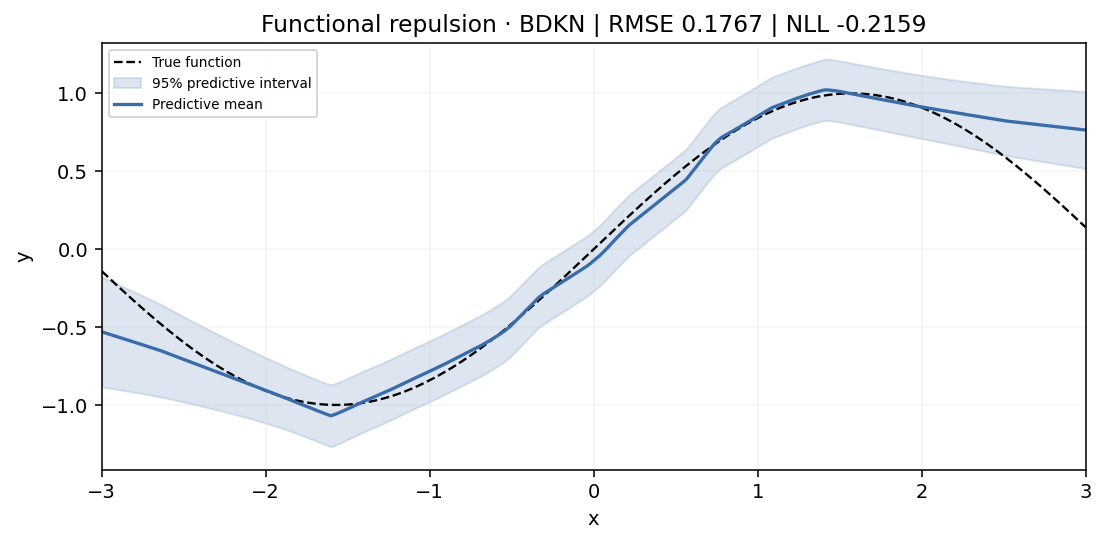 Functional repulsion · BDKN | RMSE 0.1767 | NLL -0.2159
True function
95% predictive interval
Predictive mean
1.0
0.5
0.0
−0.5
−1.0
y
−3 −2 −1 0 1 2 3
x